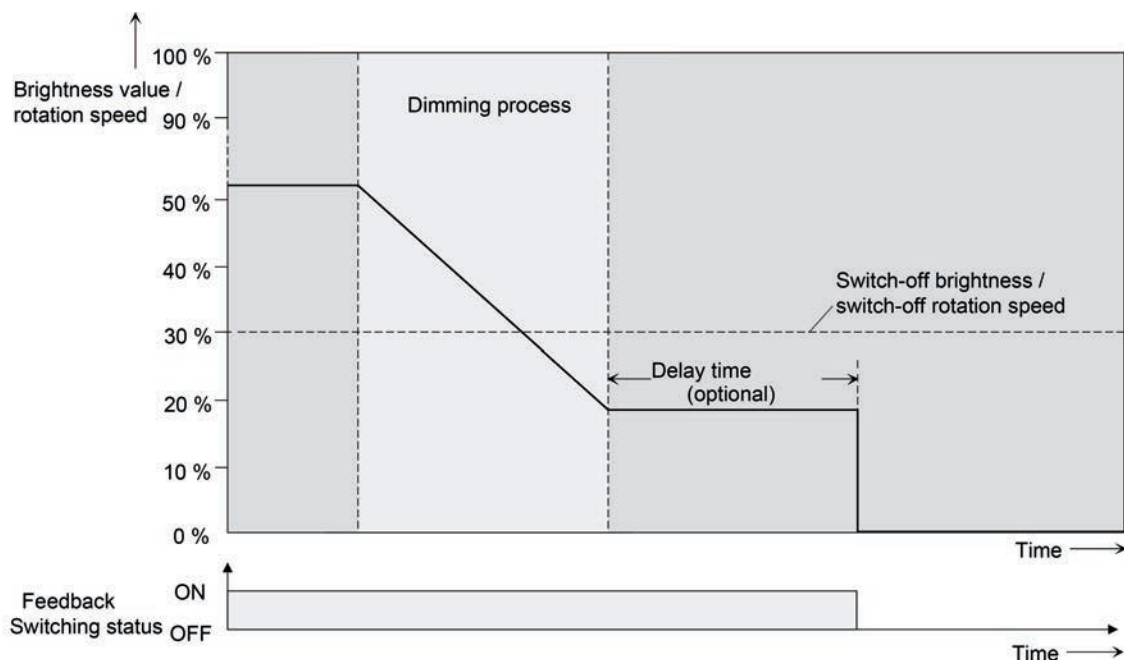 100 %
Brightness value /
rotation speed
Dimming process
90 %
50 %
40 %
Switch-off brightness /
switch-off rotation speed
30 %
Delay time
(optional)
20 %
10 %
0 %
Time
ON
Feedback
Switching status
OFF
Time